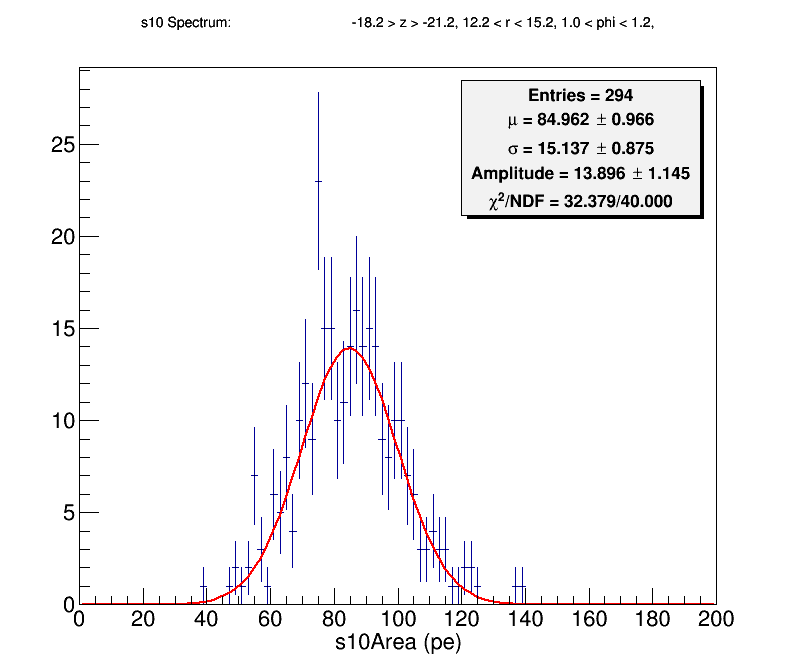 s10 Spectrum: -18.2 > z > -21.2, 12.2 < r < 15.2, 1.0 < phi < 1.2,
Entries = 294
μ = 84.962 ± 0.966
σ = 15.137 ± 0.875
Amplitude = 13.896 ± 1.145
χ²/NDF = 32.379/40.000
25
20
15
10
5
0
0 20 40 60 80 100 120 140 160 180 200
s10Area (pe)